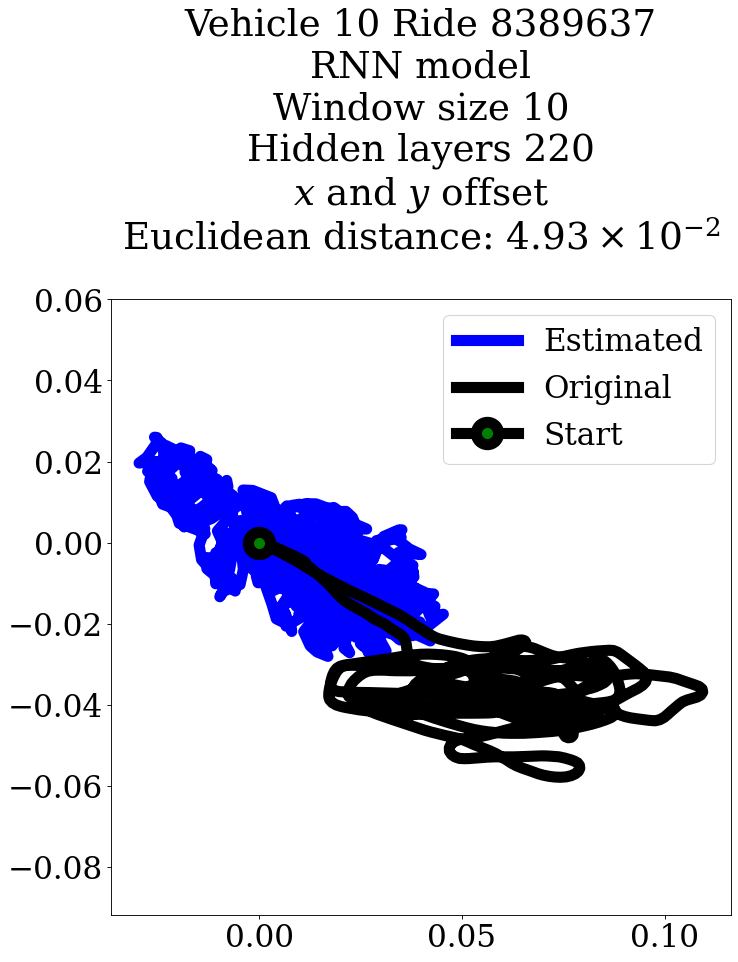 Vehicle 10 Ride 8389637
RNN model
Window size 10
Hidden layers 220
x and y offset
Euclidean distance: 4.93 × 10⁻²
Estimated
Original
Start
0.06
0.04
0.02
0.00
−0.02
−0.04
−0.06
−0.08
0.00 0.05 0.10